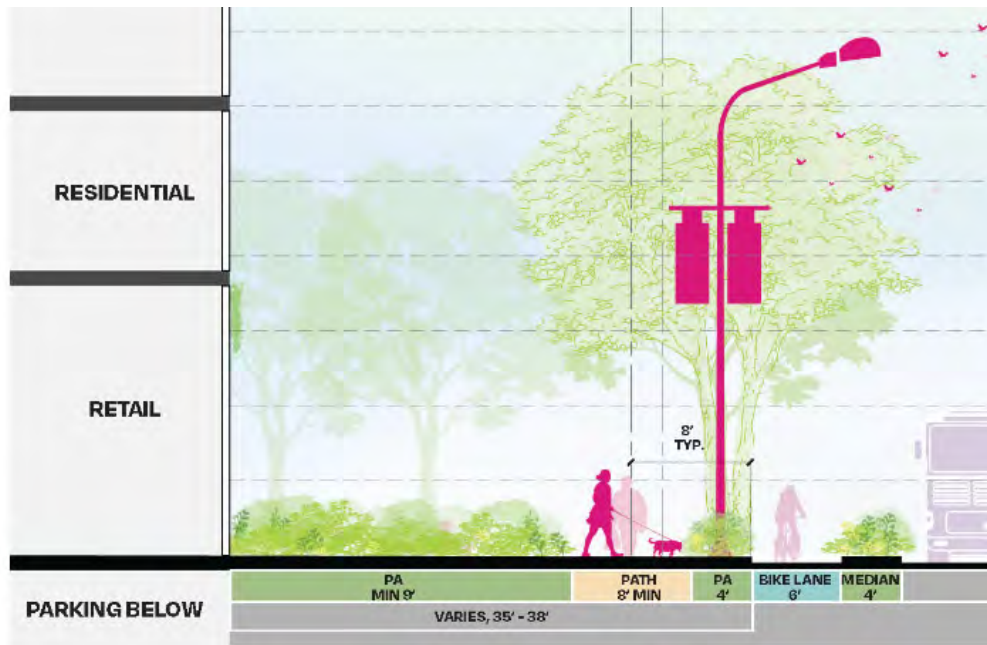 RESIDENTIAL
RETAIL
8'
TYP.
PA
MIN 9'
PATH
8' MIN
PA
4'
BIKE LANE
6'
MEDIAN
4'
PARKING BELOW
VARIES, 35' - 38'